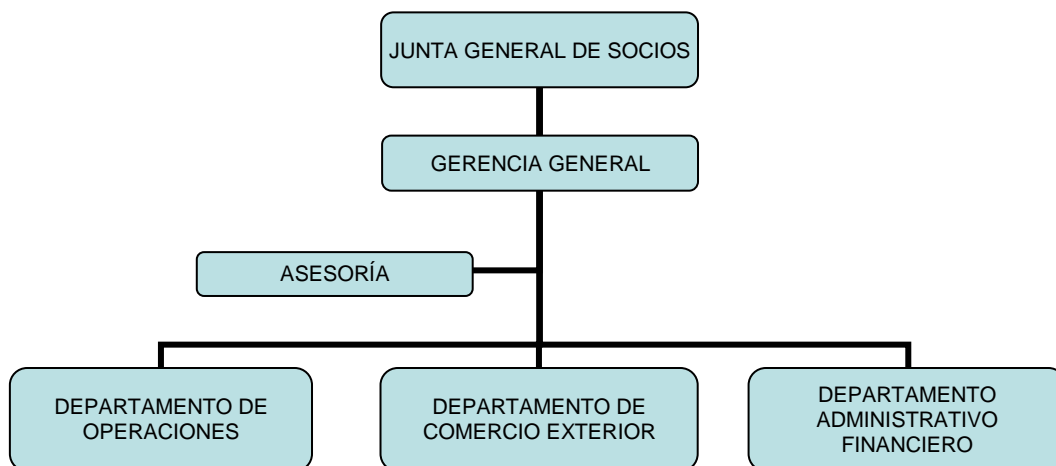 JUNTA GENERAL DE SOCIOS
GERENCIA GENERAL
ASESORÍA
DEPARTAMENTO DE
OPERACIONES
DEPARTAMENTO DE
COMERCIO EXTERIOR
DEPARTAMENTO
ADMINISTRATIVO
FINANCIERO